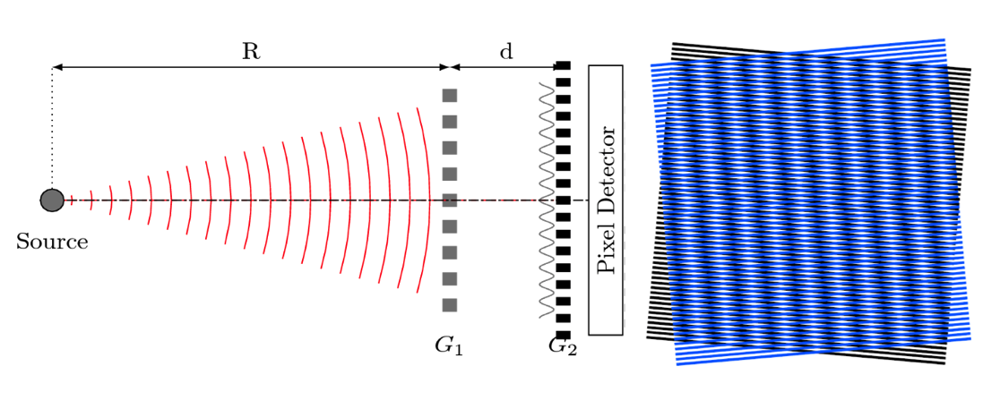 R
d
Source
G₁
G₂
Pixel Detector